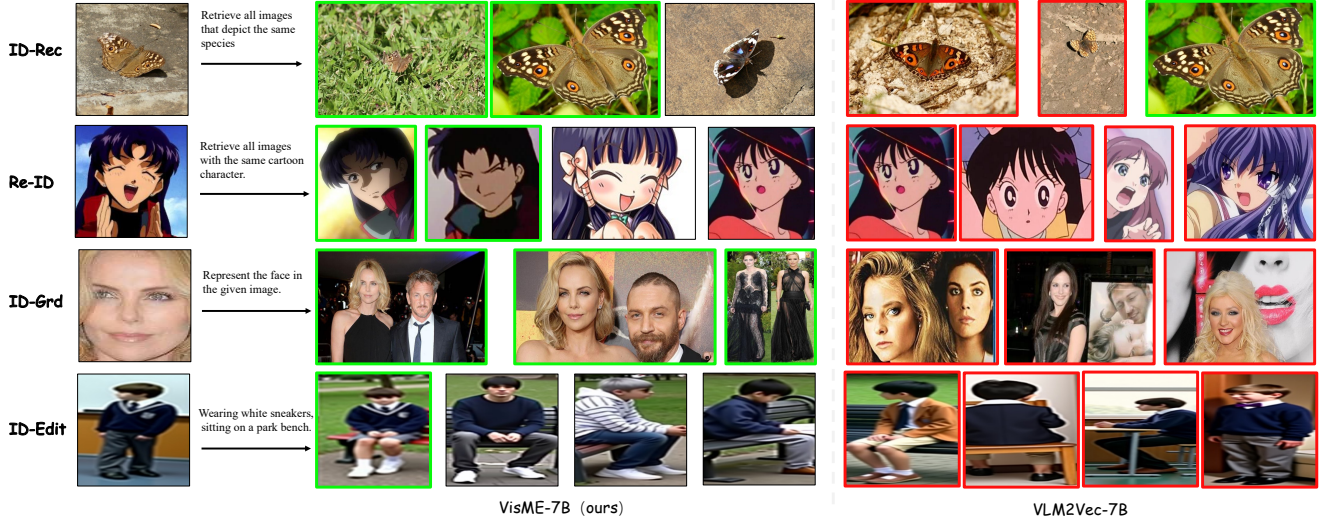 ID-Rec
Retrieve all images
that depict the same
species
Re-ID
Retrieve all images
with the same cartoon
character.
ID-Grd
Represent the face in
the given image.
ID-Edit
Wearing white sneakers,
sitting on a park bench.
VisME-7B (ours)
VLM2Vec-7B